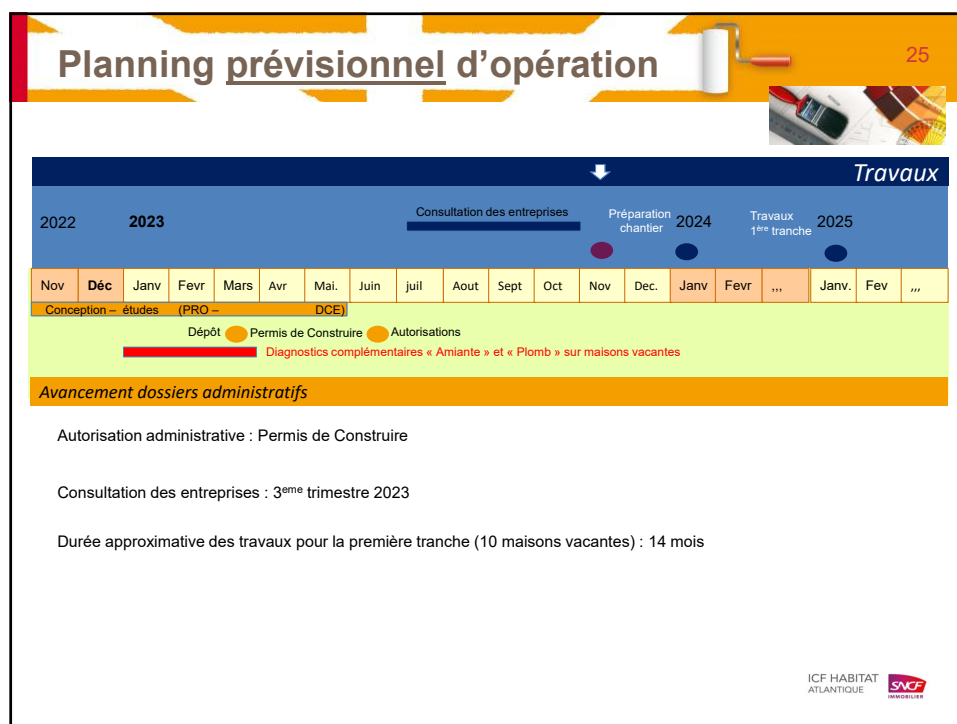 Planning prévisionnel d’opération
25
Travaux
2022
2023
Consultation des entreprises
Préparation
chantier
2024
Travaux
1ère tranche
2025
Nov Déc Janv Fevr Mars Avr Mai. Juin juil Aout Sept Oct Nov Dec. Janv Fevr ,,, Janv. Fev ,,,
Conception – études (PRO – DCE)
Dépôt Permis de Construire Autorisations
Diagnostics complémentaires « Amiante » et « Plomb » sur maisons vacantes
Avancement dossiers administratifs
Autorisation administrative : Permis de Construire
Consultation des entreprises : 3eme trimestre 2023
Durée approximative des travaux pour la première tranche (10 maisons vacantes) : 14 mois
ICF HABITAT
ATLANTIQUE
SNCF
IMMOBILIER